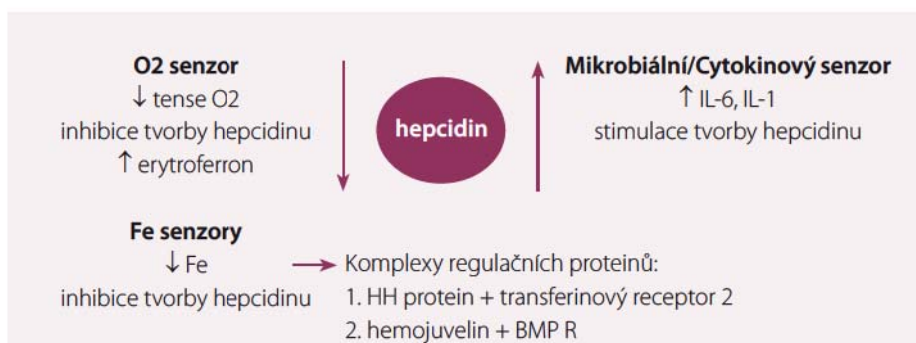 O2 senzor
↓ tense O2
inhibice tvorby hepcidinu
↑ erytroferron
hepcidin
Mikrobiální/Cytokinový senzor
↑ IL-6, IL-1
stimulace tvorby hepcidinu
Fe senzory
↓ Fe
inhibice tvorby hepcidinu
Komplexy regulačních proteinů:
1. HH protein + transferinový receptor 2
2. hemojuvelin + BMP R